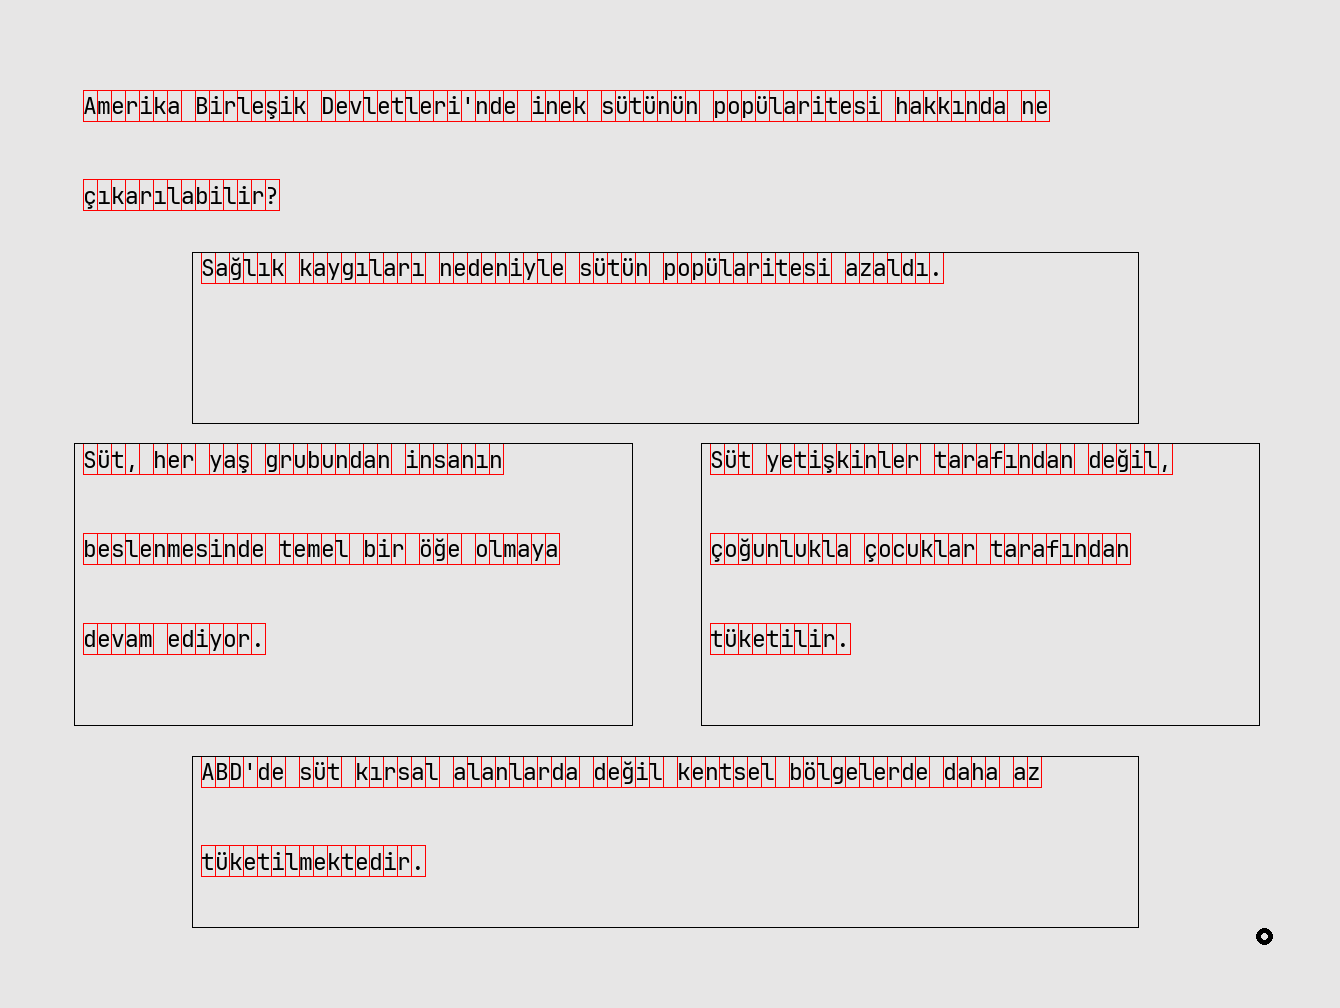 Amerika Birleşik Devletleri'nde inek sütünün popülaritesi hakkında ne
çıkarılabilir?
Sağlık kaygıları nedeniyle sütün popülaritesi azaldı.
Süt, her yaş grubundan insanın
beslenmesinde temel bir öğe olmaya
devam ediyor.
Süt yetişkinler tarafından değil,
çoğunlukla çocuklar tarafından
tüketilir.
ABD'de süt kırsal alanlarda değil kentsel bölgelerde daha az
tüketilmektedir.